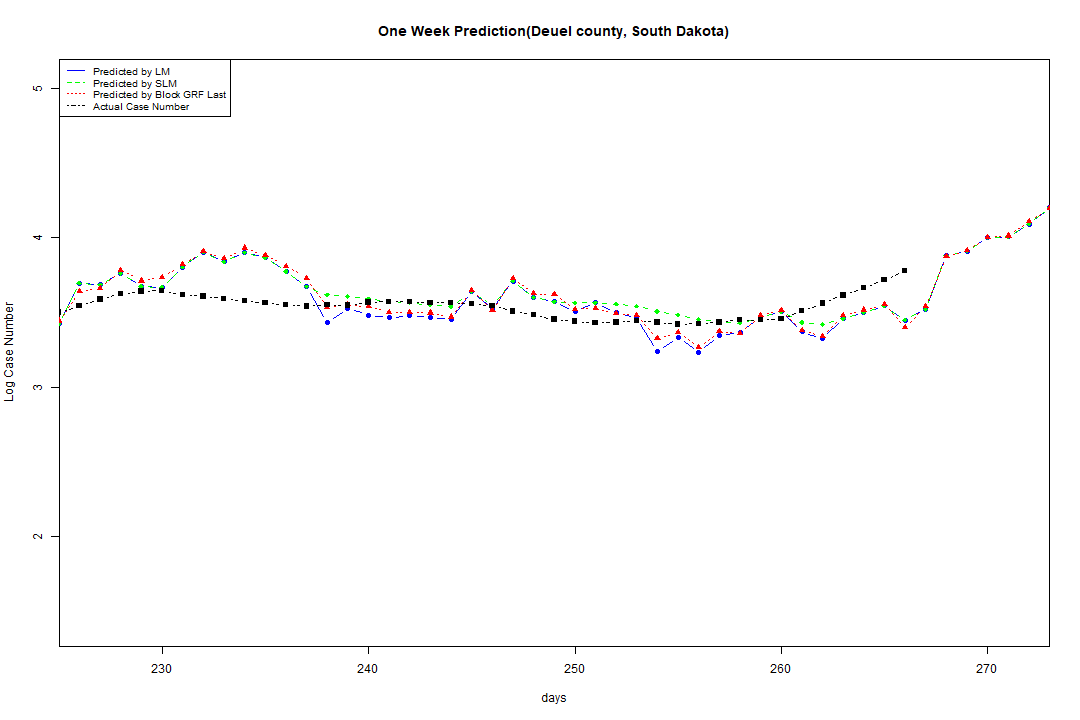 One Week Prediction(Deuel county, South Dakota)
Predicted by LM
Predicted by SLM
Predicted by Block GRF Last
Actual Case Number
5
4
3
2
Log Case Number
230 240 250 260 270
days